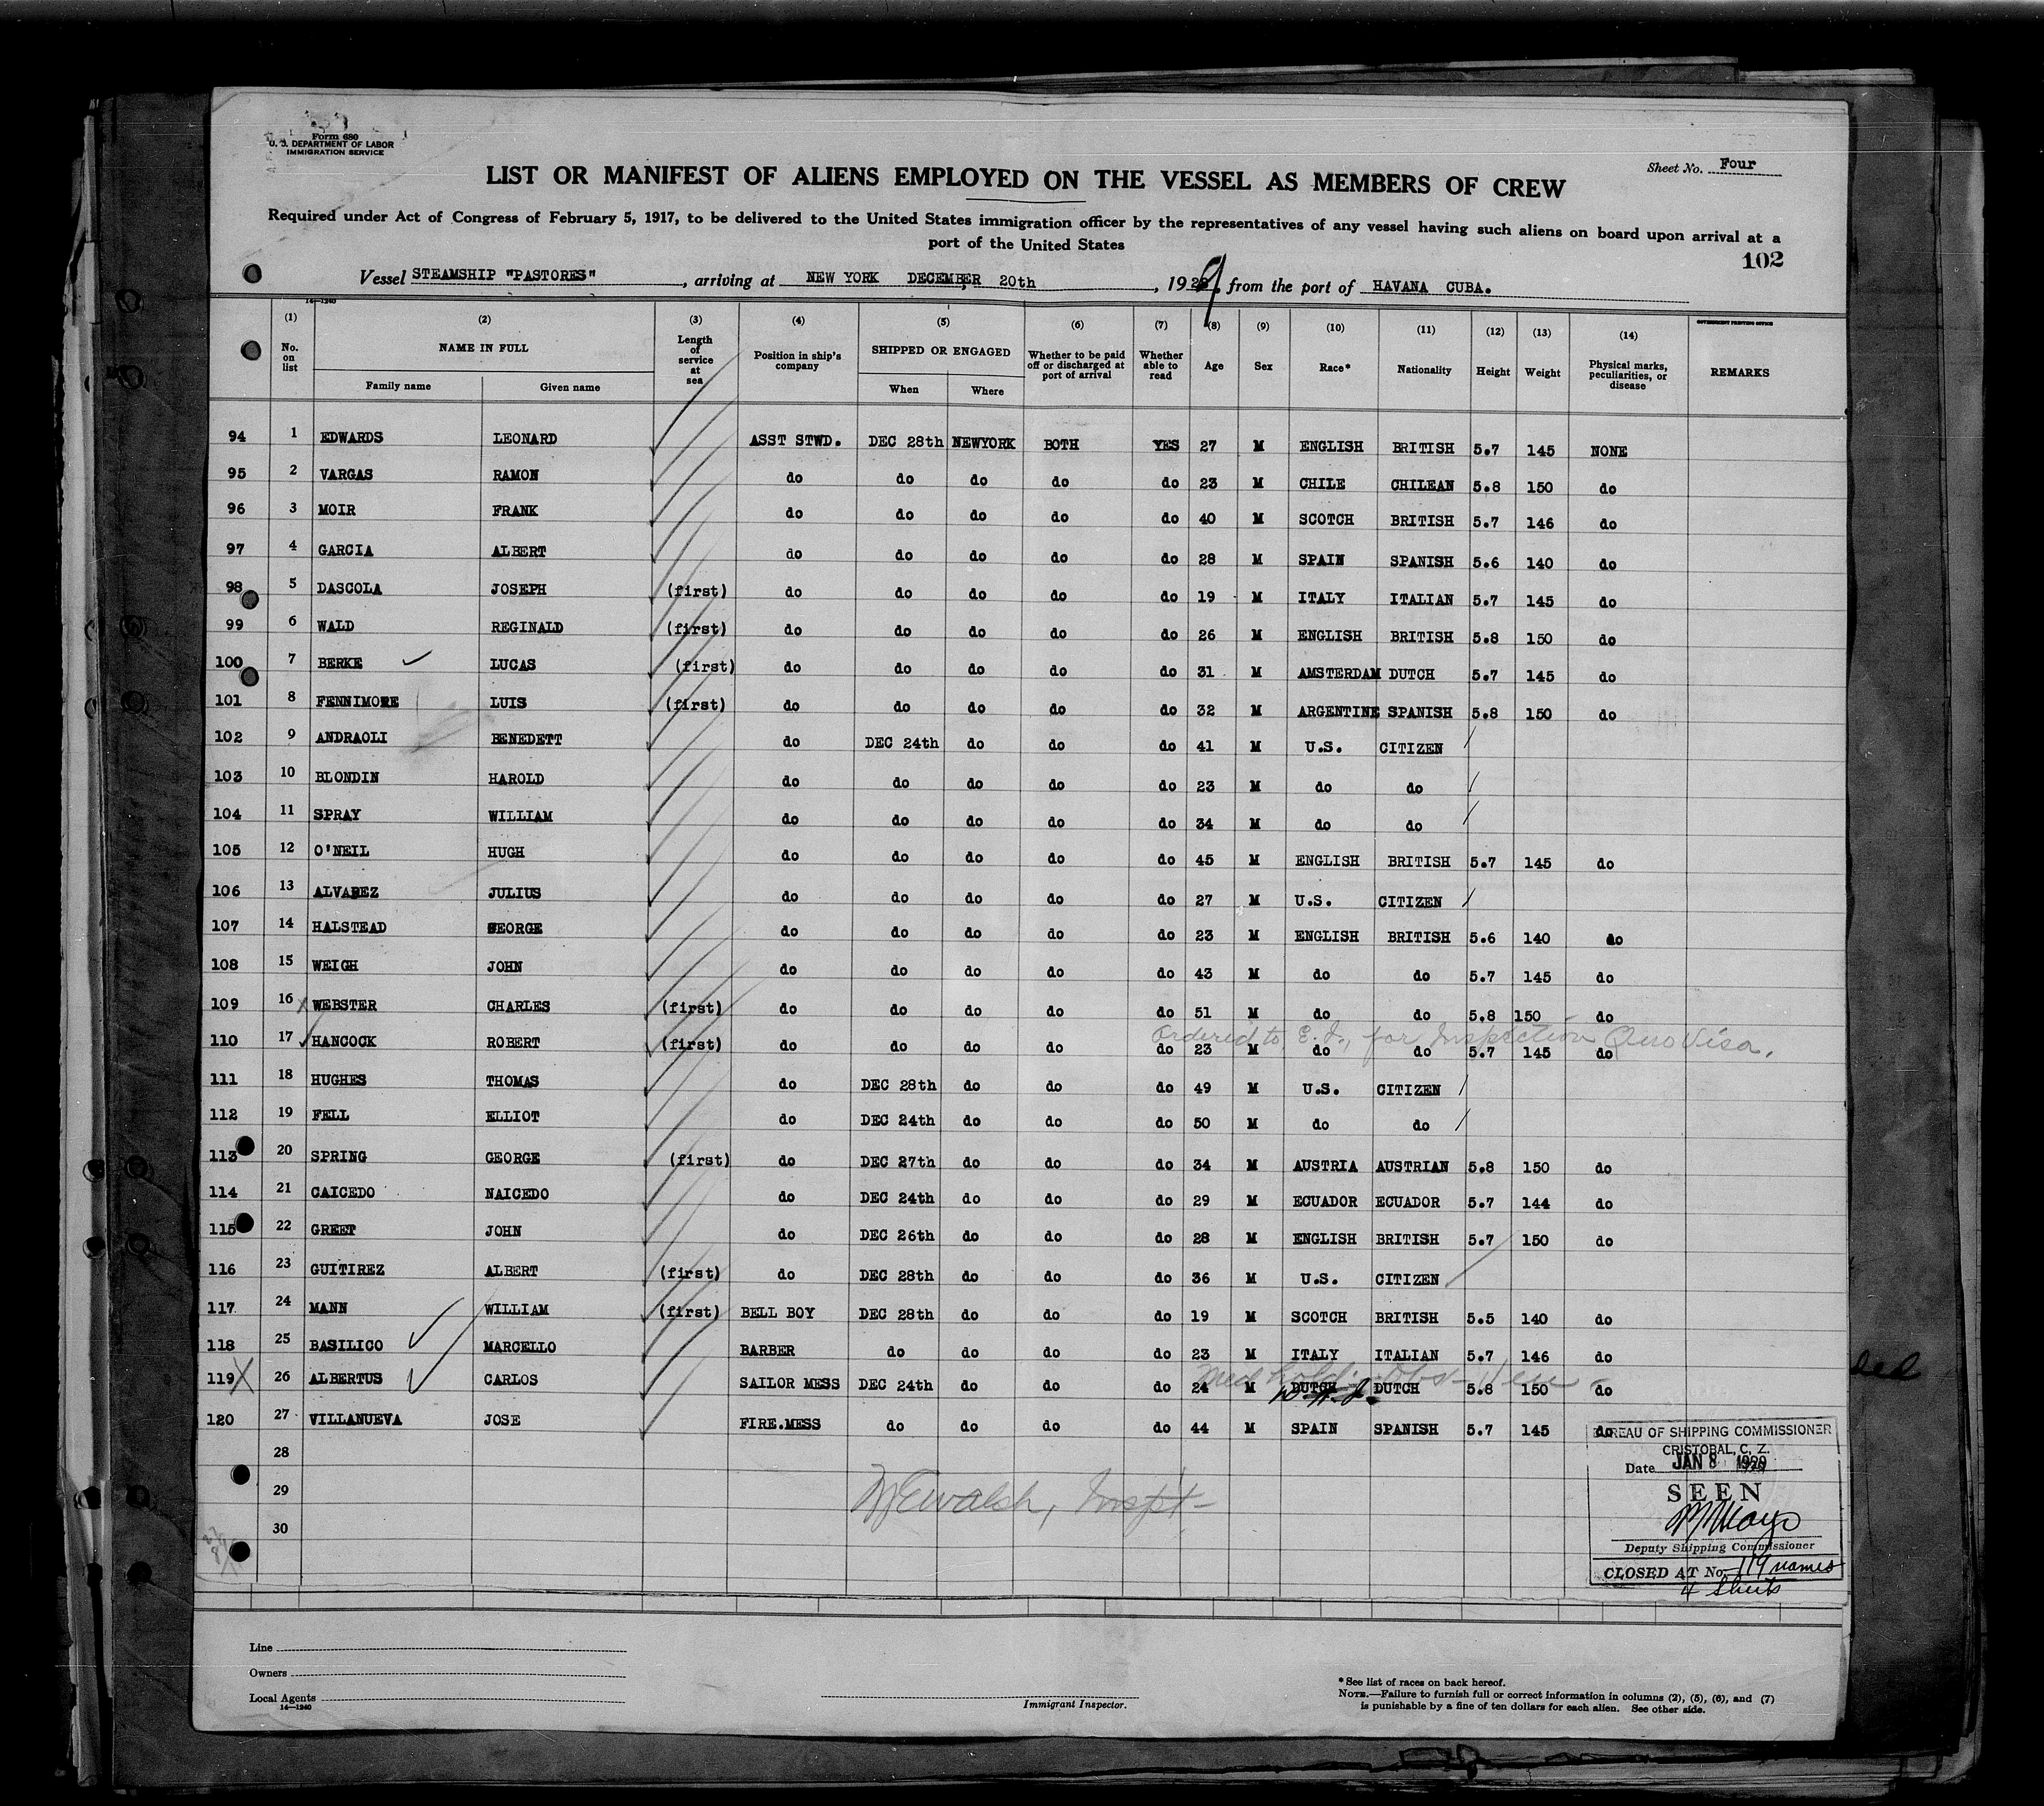 Form 680
U. S. DEPARTMENT OF LABOR
IMMIGRATION SERVICE
Sheet No. Four
LIST OR MANIFEST OF ALIENS EMPLOYED ON THE VESSEL AS MEMBERS OF CREW
Required under Act of Congress of February 5, 1917, to be delivered to the United States immigration officer by the representatives of any vessel having such aliens on board upon arrival at a
port of the United States
102
Vessel STEAMSHIP "PASTORES", arriving at NEW YORK DECEMBER 20th, 1929, from the port of HAVANA CUBA.
14—1240
GOVERNMENT PRINTING OFFICE
(1) (2) (3) (4) (5) (6) (7) (8) (9) (10) (11) (12) (13) (14)
No. on list NAME IN FULL Family name Given name Length of service at sea Position in ship's company SHIPPED OR ENGAGED When Where Whether to be paid off or discharged at port of arrival Whether able to read Age Sex Race* Nationality Height Weight Physical marks, peculiarities, or disease REMARKS
94 1 EDWARDS LEONARD ASST STWD. DEC 28th NEWYORK BOTH YES 27 M ENGLISH BRITISH 5.7 145 NONE
95 2 VARGAS RAMON do do do do do 23 M CHILE CHILEAN 5.8 150 do
96 3 MOIR FRANK do do do do do 40 M SCOTCH BRITISH 5.7 146 do
97 4 GARCIA ALBERT do do do do do 28 M SPAIN SPANISH 5.6 140 do
98 5 DASCOLA JOSEPH (first) do do do do do 19 M ITALY ITALIAN 5.7 145 do
99 6 WALD REGINALD (first) do do do do do 26 M ENGLISH BRITISH 5.8 150 do
100 7 BERKE LUCAS (first) do do do do do 31 M AMSTERDAM DUTCH 5.7 145 do
101 8 FENNIMORE LUIS (first) do do do do do 32 M ARGENTINE SPANISH 5.8 150 do
102 9 ANDRAOLI BENEDETT do DEC 24th do do do 41 M U.S. CITIZEN
103 10 BLONDIN HAROLD do do do do do 23 M do do
104 11 SPRAY WILLIAM do do do do do 34 M do do
105 12 O'NEIL HUGH do do do do do 45 M ENGLISH BRITISH 5.7 145 do
106 13 ALVAREZ JULIUS do do do do do 27 M U.S. CITIZEN
107 14 HALSTEAD GEORGE do do do do do 23 M ENGLISH BRITISH 5.6 140 do
108 15 WEIGH JOHN do do do do do 43 M do do 5.7 145 do
109 16 WEBSTER CHARLES (first) do do do do do 51 M do do 5.8 150 do
Ordered to E.I., for Inspection Quo Visa.
110 17 HANCOCK ROBERT (first) do do do do do 23 M do do 5.7 145 do
111 18 HUGHES THOMAS do DEC 28th do do do 49 M U.S. CITIZEN
112 19 FELL ELLIOT do DEC 24th do do do 50 M do do
113 20 SPRING GEORGE (first) do DEC 27th do do do 34 M AUSTRIA AUSTRIAN 5.8 150 do
114 21 CAICEDO NAICEDO do DEC 24th do do do 29 M ECUADOR ECUADOR 5.7 144 do
115 22 GREET JOHN do DEC 26th do do do 28 M ENGLISH BRITISH 5.7 150 do
116 23 GUITIREZ ALBERT (first) do DEC 28th do do do 36 M U.S. CITIZEN
117 24 MANN WILLIAM (first) BELL BOY DEC 28th do do do 19 M SCOTCH BRITISH 5.5 140 do
118 25 BASILICO MARCELLO BARBER do do do do 23 M ITALY ITALIAN 5.7 146 do
Med Hold
119 26 ALBERTUS CARLOS SAILOR MESS DEC 24th do do do 24 M DUTCH DUTCH 5.8 150 do
120 27 VILLANUEVA JOSE FIRE.MESS do do do do 44 M SPAIN SPANISH 5.7 145 do
28
29
30
Walsh, Inspt
BUREAU OF SHIPPING COMMISSIONER
CRISTOBAL, C. Z.
Date JAN 8 1929
SEEN
Deputy Shipping Commissioner
CLOSED AT No. 119 names
4 Sheets
Line
Owners
Local Agents
14—1240
Immigrant Inspector.
*See list of races on back hereof.
NOTE.—Failure to furnish full or correct information in columns (2), (5), (6), and (7)
is punishable by a fine of ten dollars for each alien. See other side.